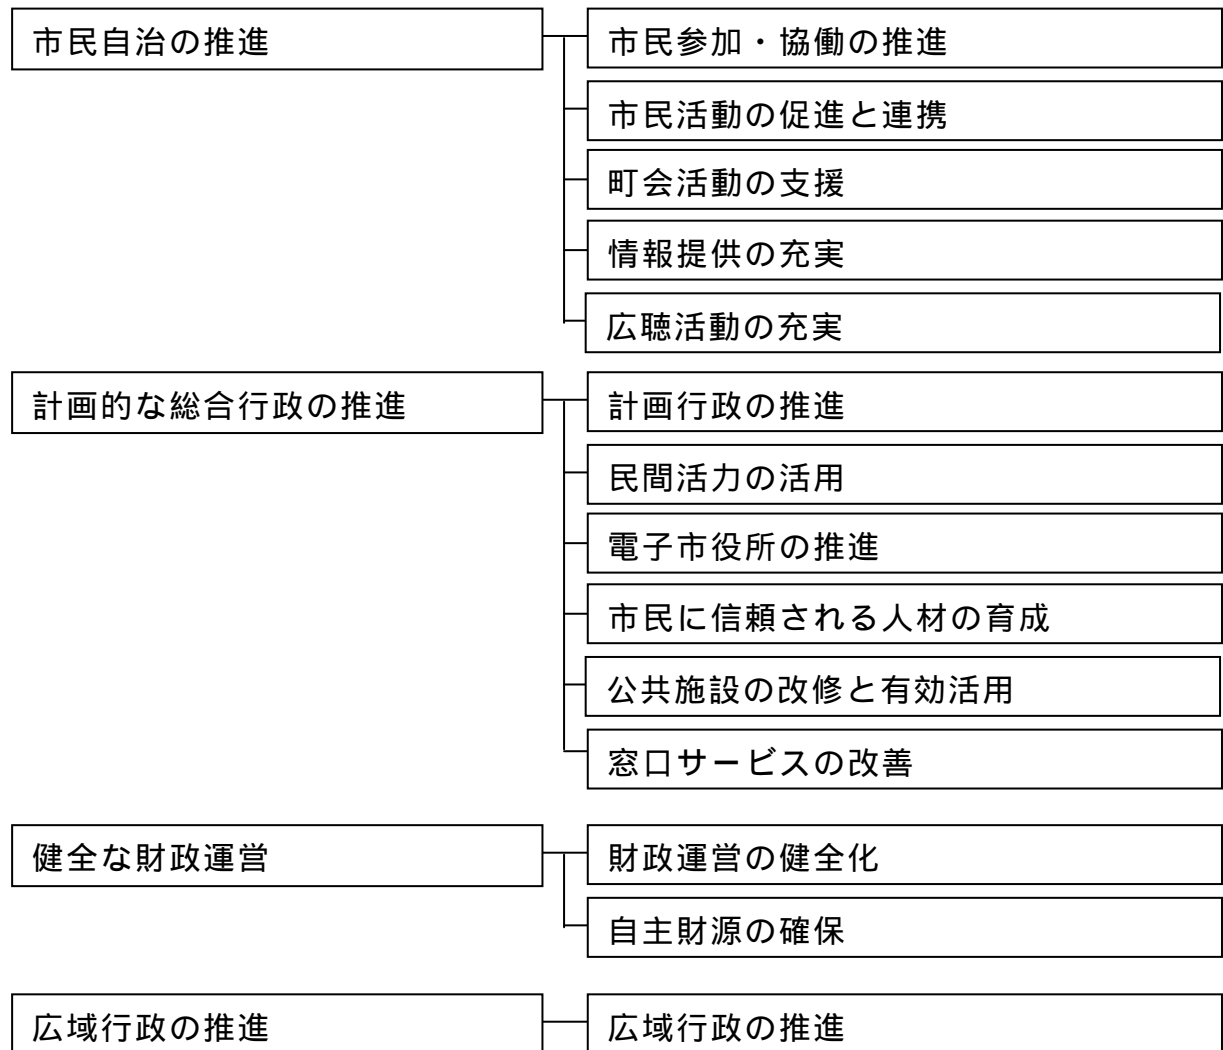 市民自治の推進
市民参加・協働の推進
市民活動の促進と連携
町会活動の支援
情報提供の充実
広聴活動の充実
計画的な総合行政の推進
計画行政の推進
民間活力の活用
電子市役所の推進
市民に信頼される人材の育成
公共施設の改修と有効活用
窓口サービスの改善
健全な財政運営
財政運営の健全化
自主財源の確保
広域行政の推進
広域行政の推進